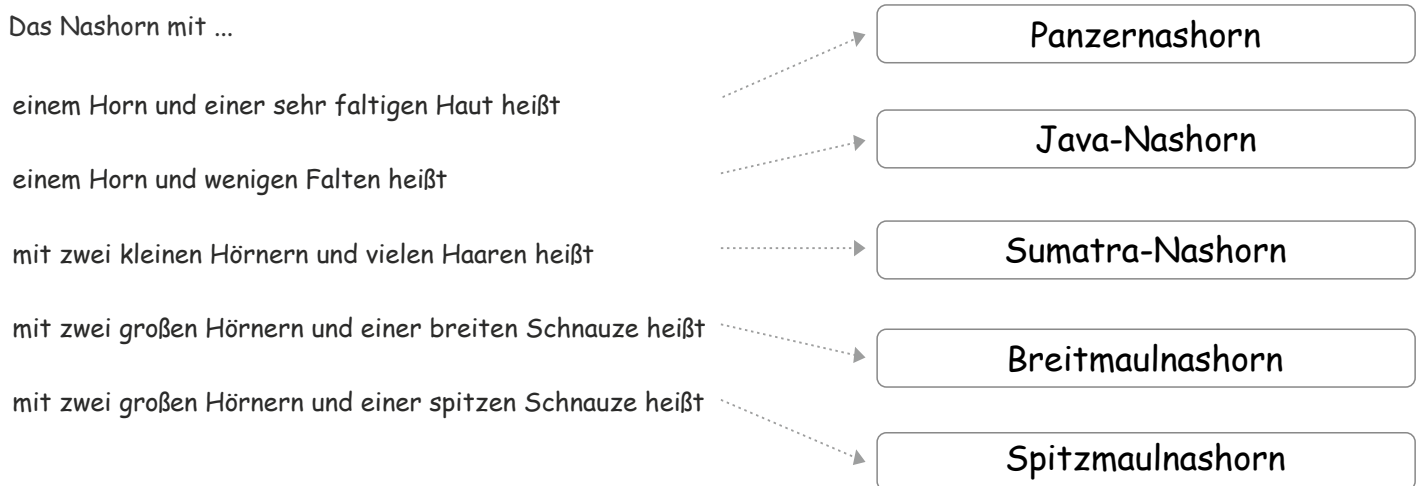 Das Nashorn mit ...
einem Horn und einer sehr faltigen Haut heißt
Panzernashorn
einem Horn und wenigen Falten heißt
Java-Nashorn
mit zwei kleinen Hörnern und vielen Haaren heißt
Sumatra-Nashorn
mit zwei großen Hörnern und einer breiten Schnauze heißt
Breitmaulnashorn
mit zwei großen Hörnern und einer spitzen Schnauze heißt
Spitzmaulnashorn